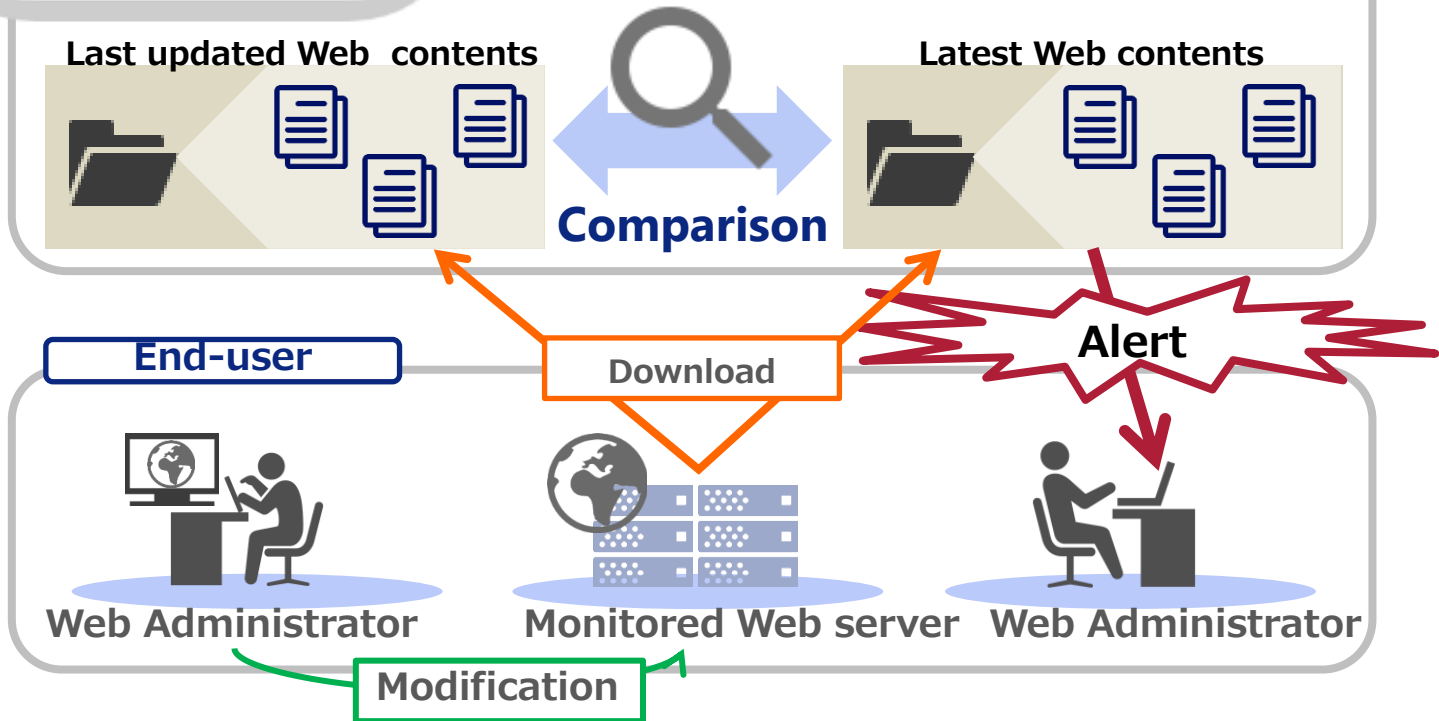 Last updated Web contents
Latest Web contents
Comparison
Alert
End-user
Download
Web Administrator
Monitored Web server
Web Administrator
Modification